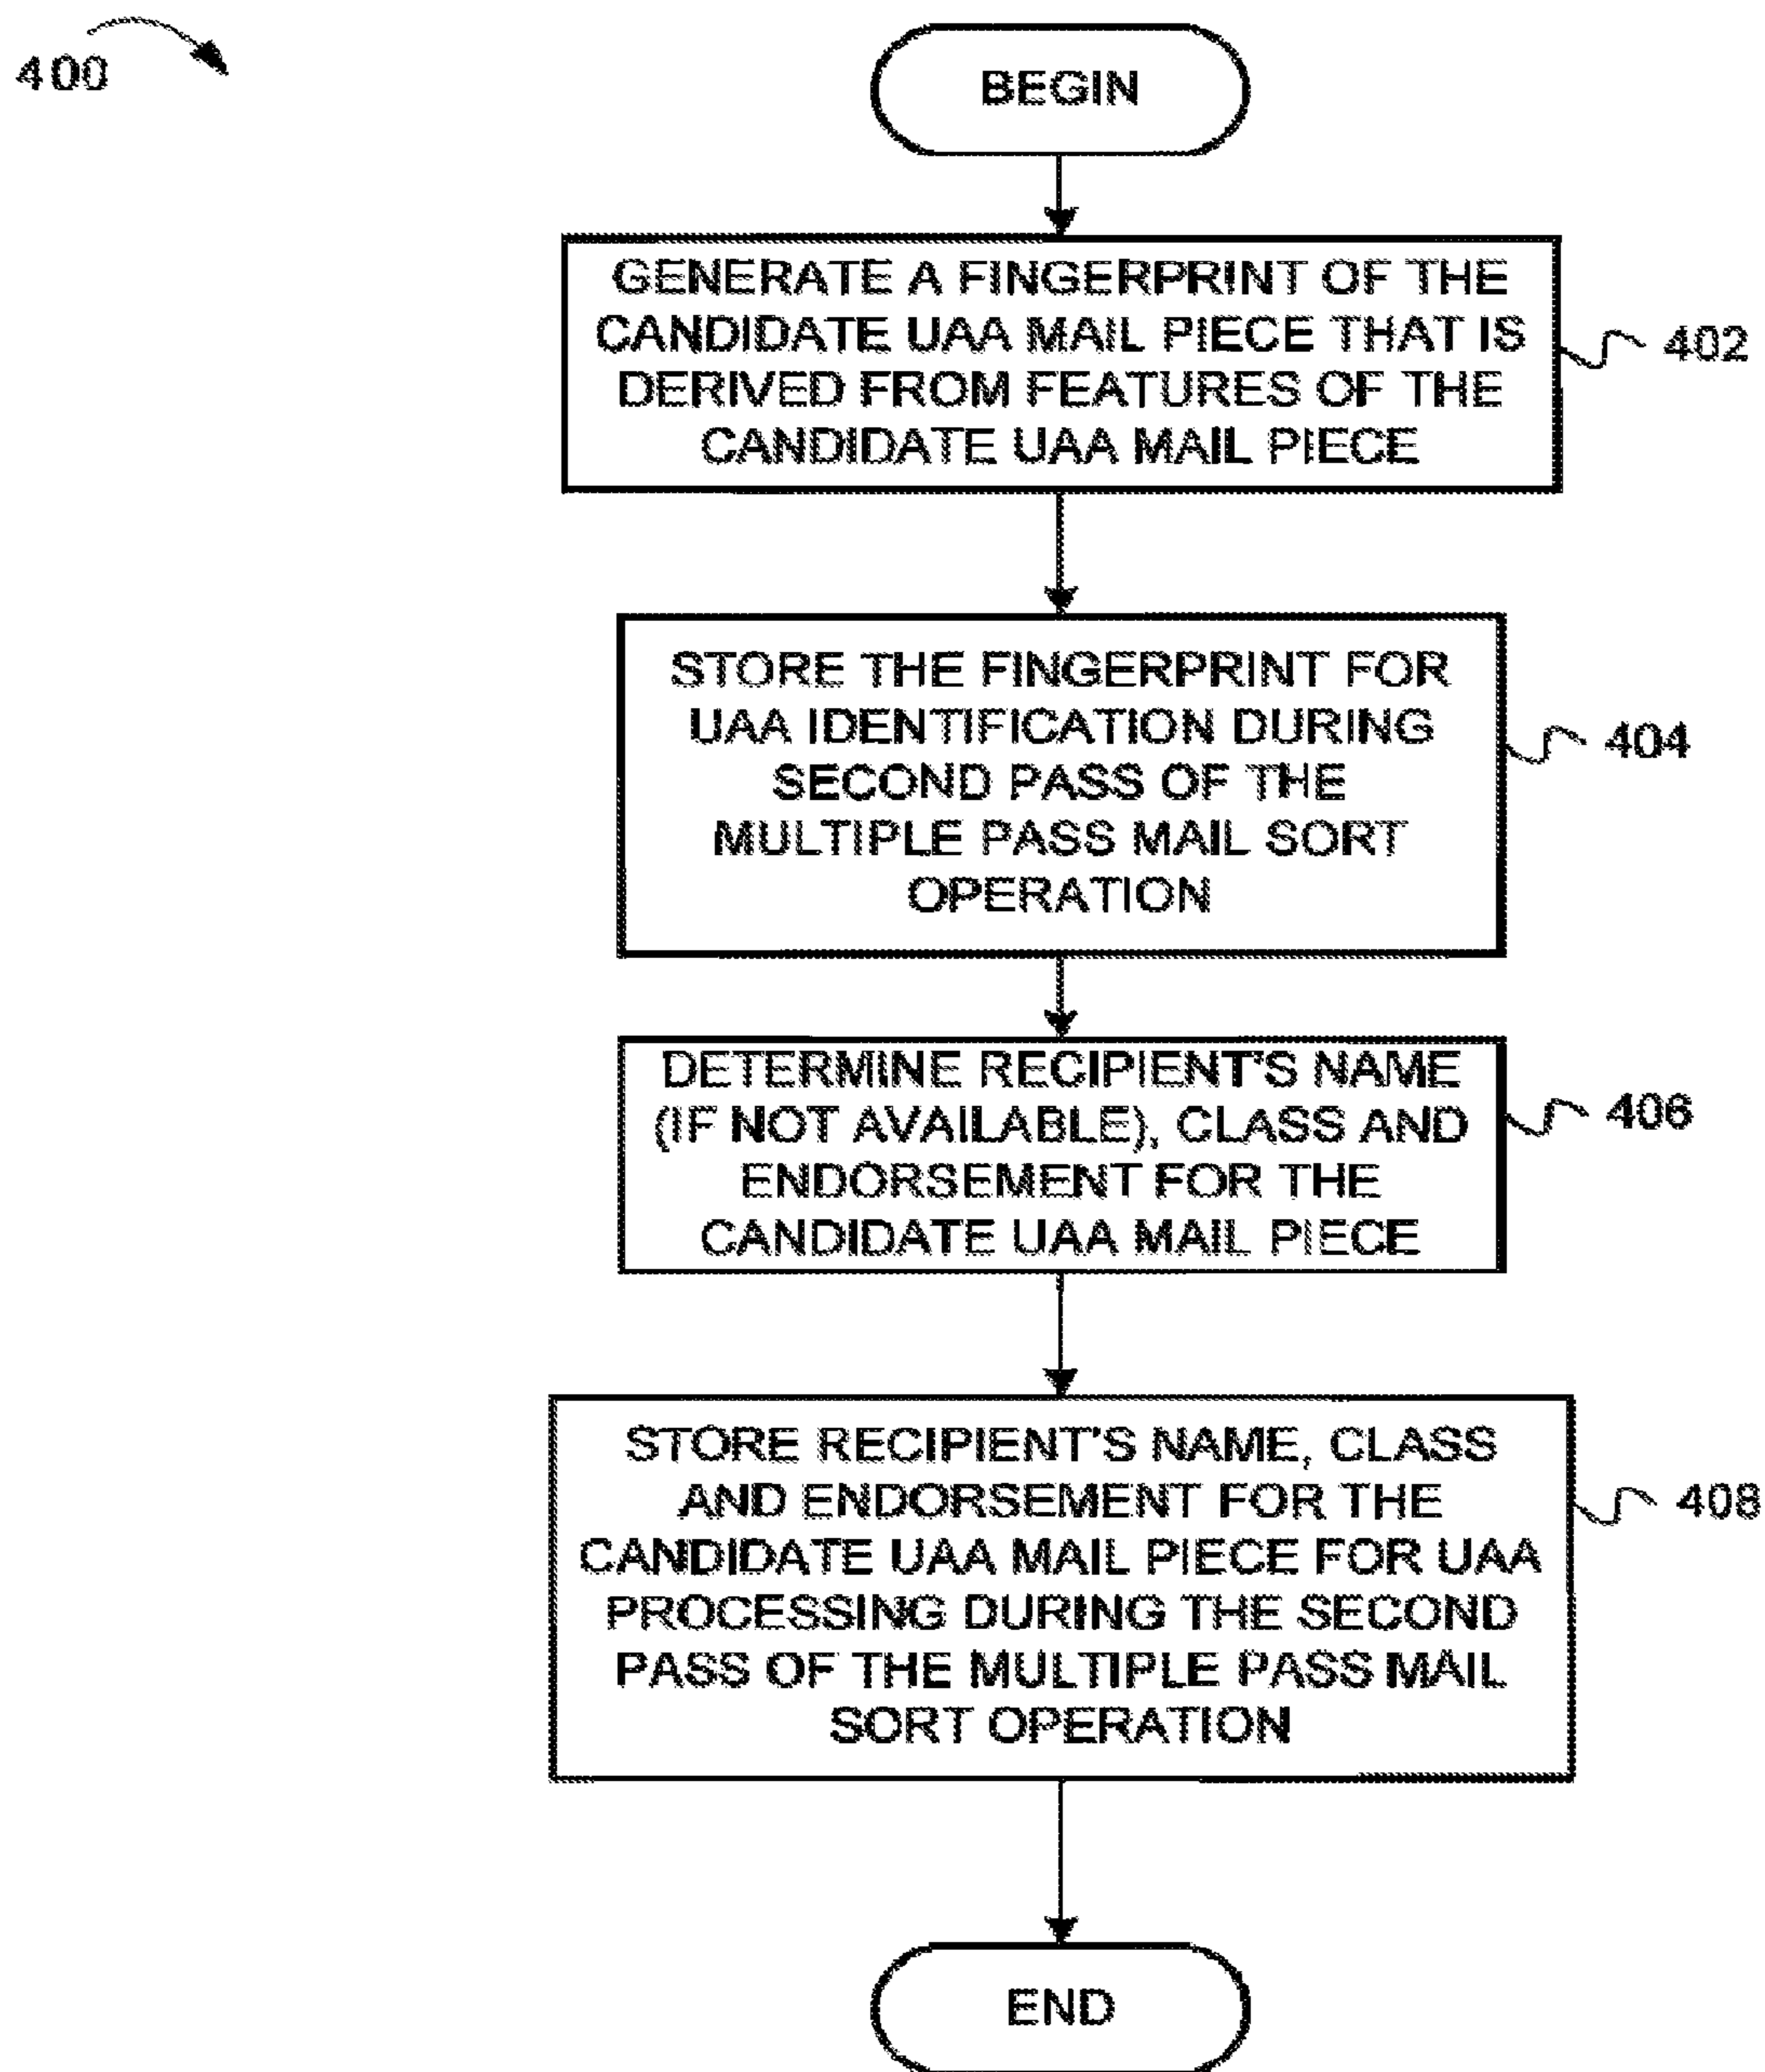 400
BEGIN
GENERATE A FINGERPRINT OF THE
CANDIDATE UAA MAIL PIECE THAT IS
DERIVED FROM FEATURES OF THE
CANDIDATE UAA MAIL PIECE
402
STORE THE FINGERPRINT FOR
UAA IDENTIFICATION DURING
SECOND PASS OF THE
MULTIPLE PASS MAIL SORT
OPERATION
404
DETERMINE RECIPIENT'S NAME
(IF NOT AVAILABLE), CLASS AND
ENDORSEMENT FOR THE
CANDIDATE UAA MAIL PIECE
406
STORE RECIPIENT'S NAME, CLASS
AND ENDORSEMENT FOR THE
CANDIDATE UAA MAIL PIECE FOR UAA
PROCESSING DURING THE SECOND
PASS OF THE MULTIPLE PASS MAIL
SORT OPERATION
408
END